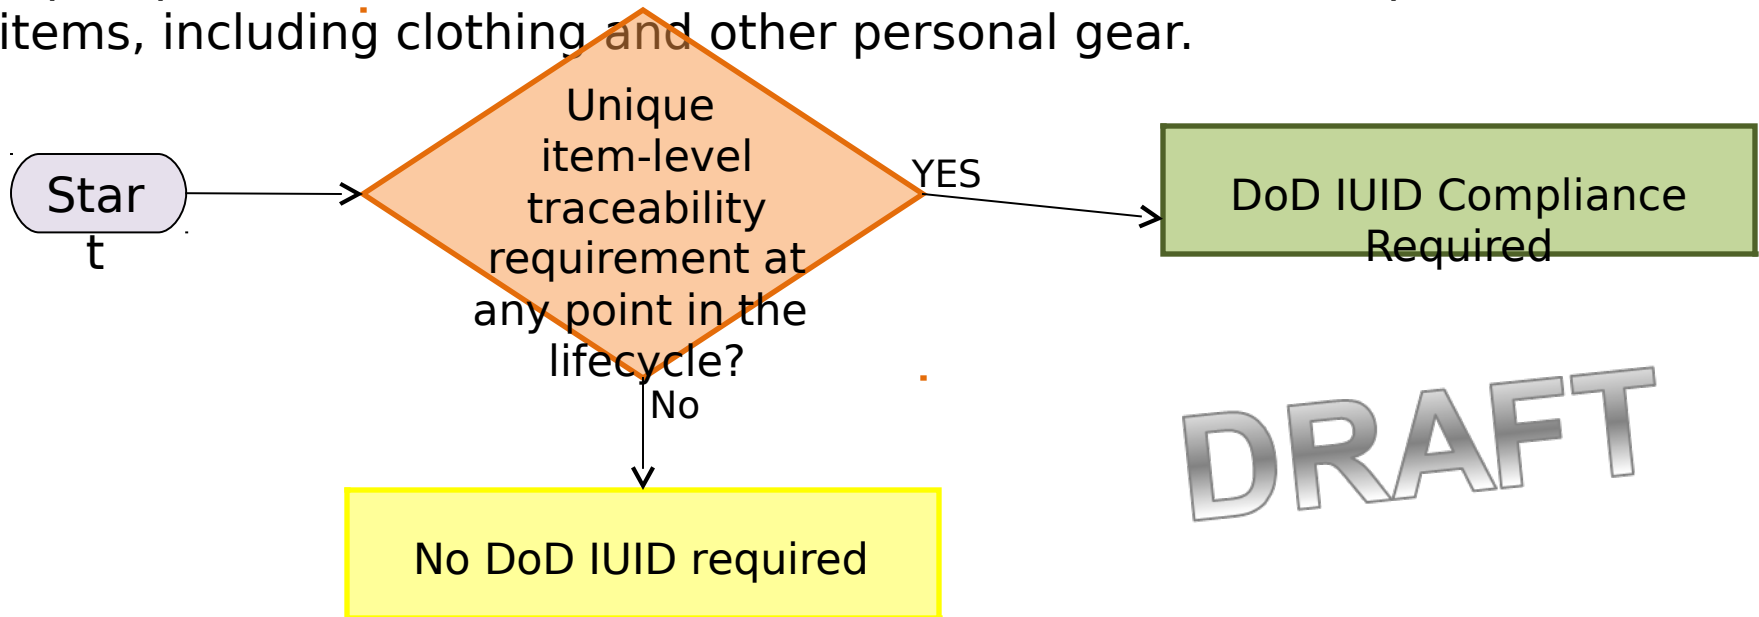 items, including clothing and other personal gear.
Star
t
Unique
item-level
traceability
requirement at
any point in the
lifecycle?
YES
DoD IUID Compliance
Required
No
No DoD IUID required
DRAFT